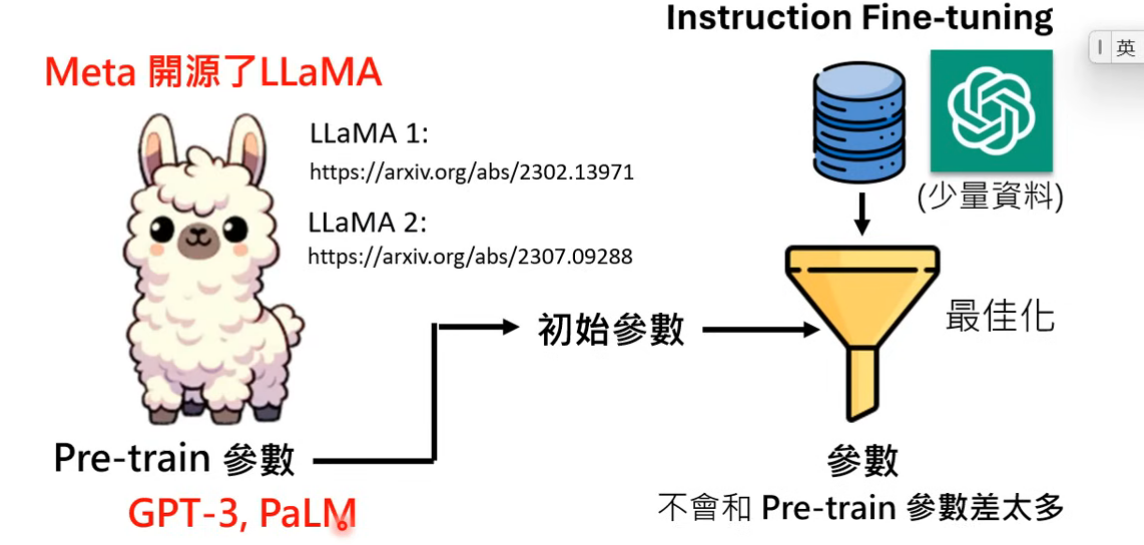 Instruction Fine-tuning
英
Meta 開源了LLaMA
LLaMA 1:
https://arxiv.org/abs/2302.13971
(少量資料)
LLaMA 2:
https://arxiv.org/abs/2307.09288
初始參數
最佳化
Pre-train 參數
參數
GPT-3, PaLM
不會和 Pre-train 參數差太多